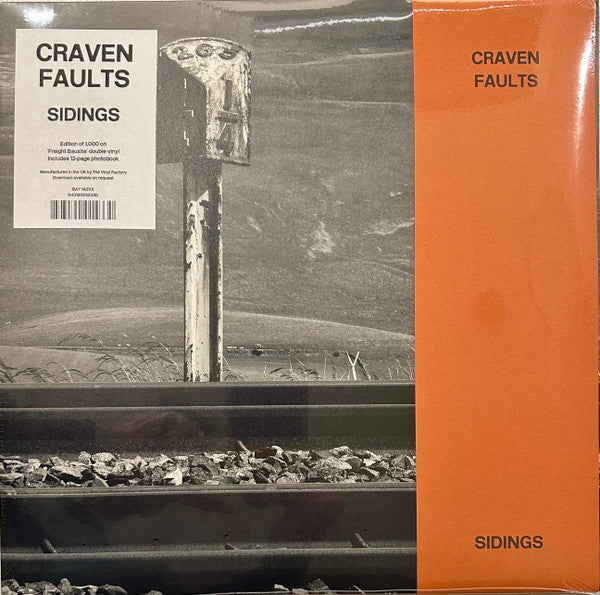 CRAVEN
FAULTS
SIDINGS
Edition of 1,000 on
'Freight Bauxite' double vinyl
Includes 12-page photobook
Manufactured in the UK by The Vinyl Factory
Download available on request
CRAVEN
FAULTS
SIDINGS